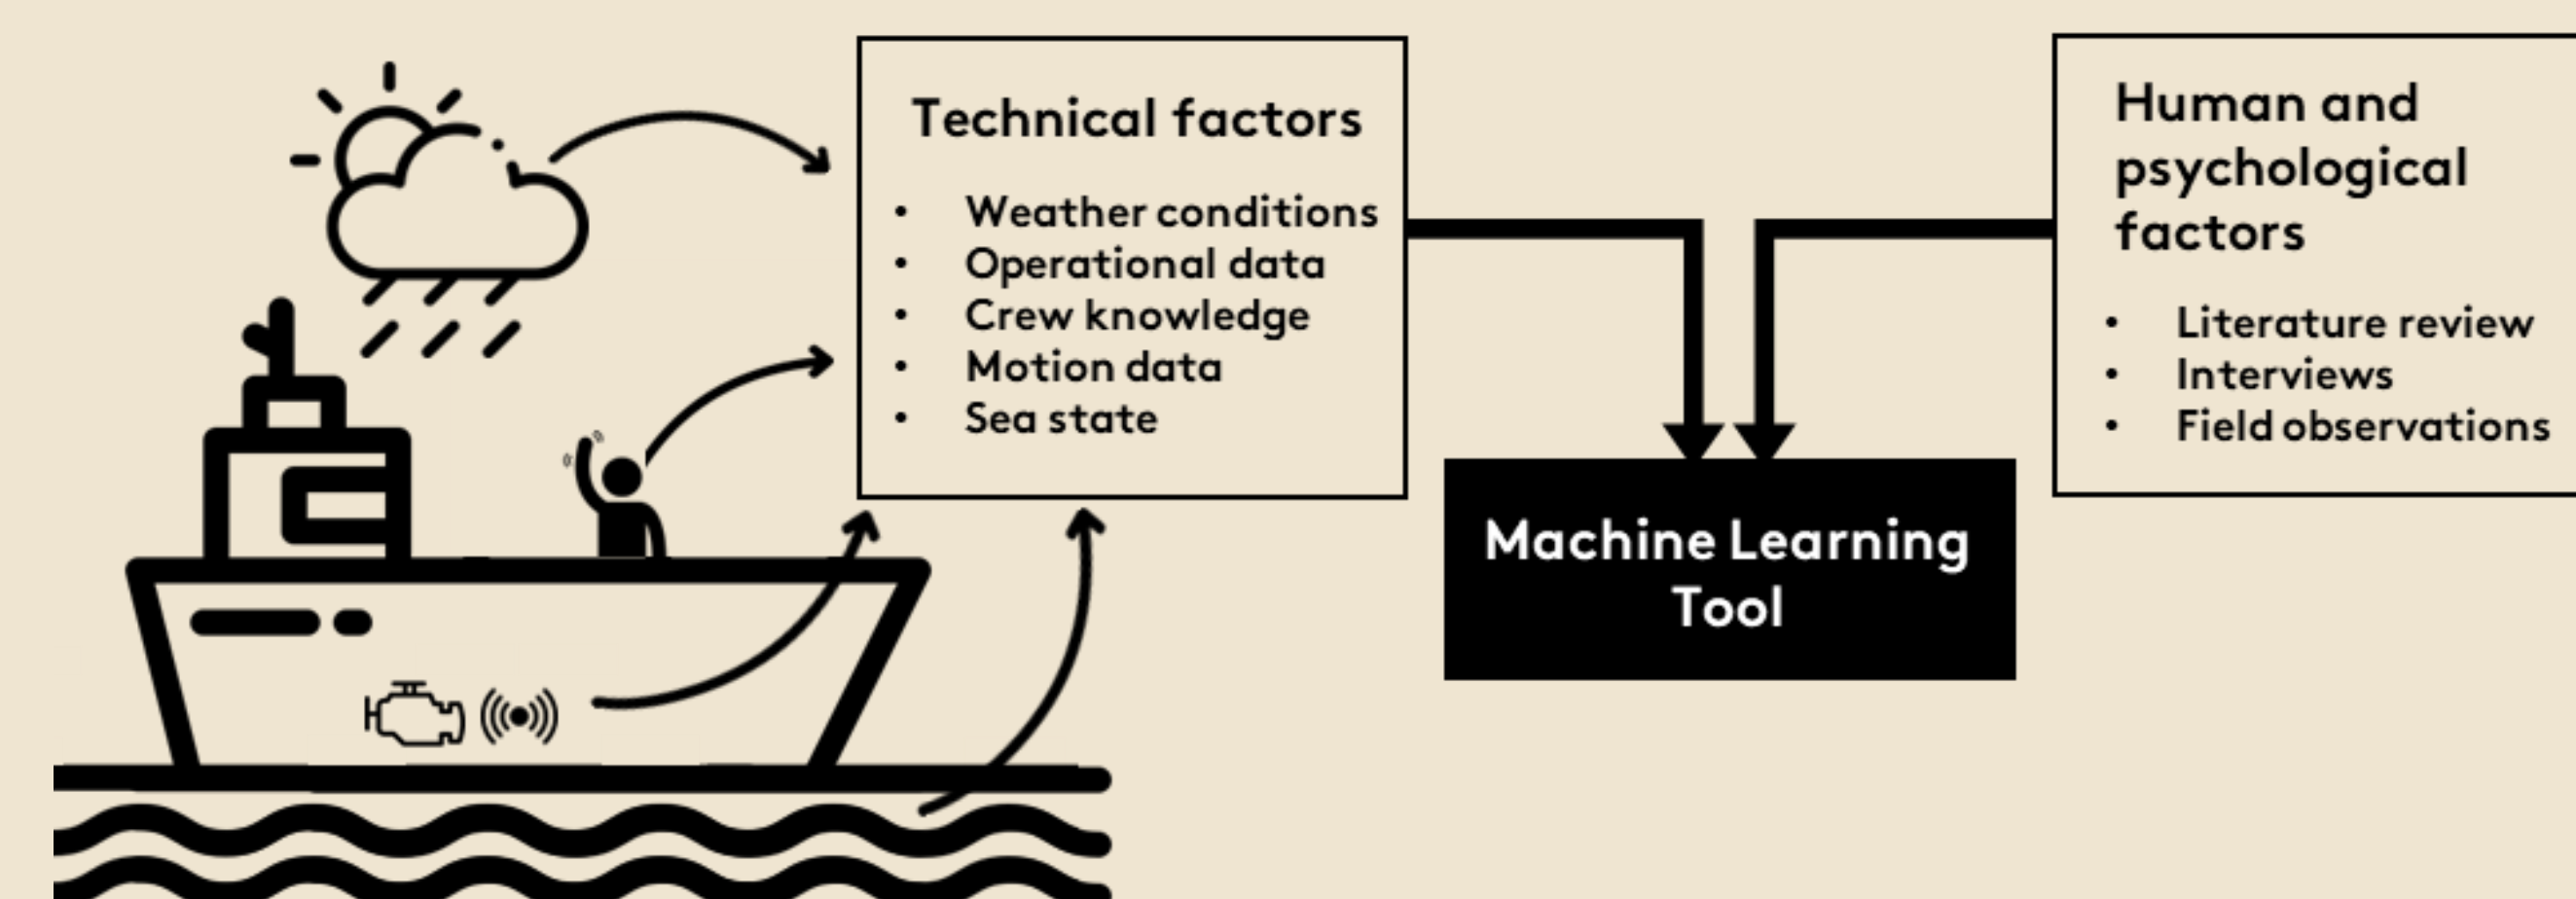 Technical factors
• Weather conditions
• Operational data
• Crew knowledge
• Motion data
• Sea state
Human and
psychological
factors
• Literature review
• Interviews
• Field observations
Machine Learning
Tool